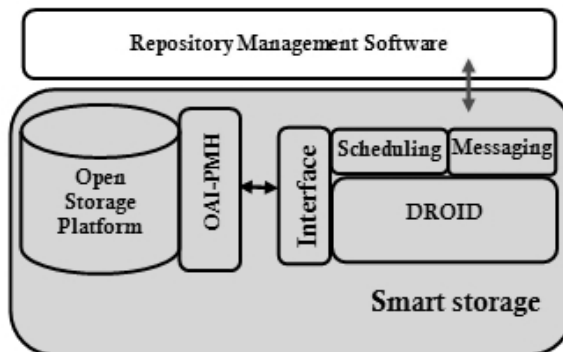 Repository Management Software
Open
Storage
Platform
OAI-PMH
Interface
Scheduling
Messaging
DROID
Smart storage